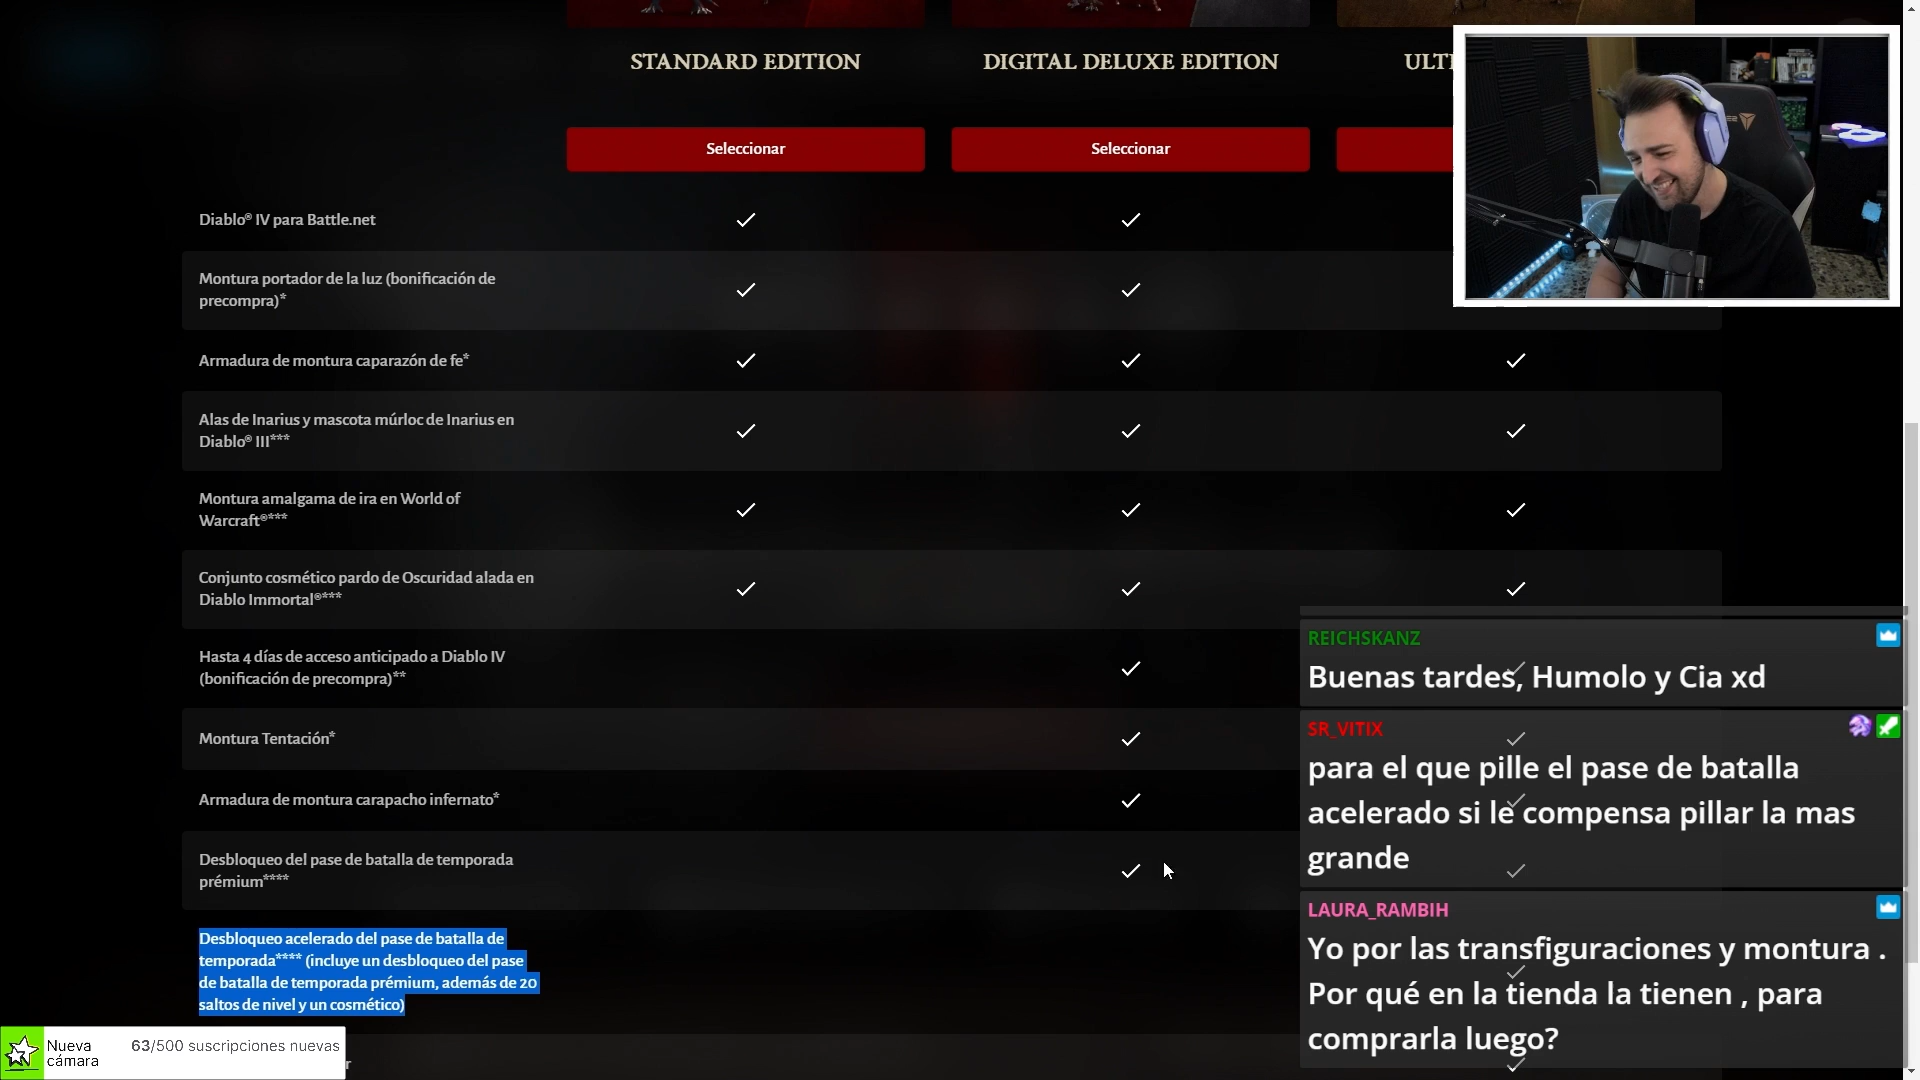 STANDARD EDITION
DIGITAL DELUXE EDITION
Seleccionar
Seleccionar
Diablo® IV para Battle.net
Montura portador de la luz (bonificación de
precompra)*
Armadura de montura caparazón de fe*
Alas de Inarius y mascota múrloc de Inarius en
Diablo® III***
Montura amalgama de ira en World of
Warcraft®***
Conjunto cosmético pardo de Oscuridad alada en
Diablo Immortal®***
Hasta 4 días de acceso anticipado a Diablo IV
(bonificación de precompra)**
Montura Tentación*
Armadura de montura carapacho infernato*
Desbloqueo del pase de batalla de temporada
prémium****
Desbloqueo acelerado del pase de batalla de
temporada**** (incluye un desbloqueo del pase
de batalla de temporada prémium, además de 20
saltos de nivel y un cosmético)
REICHSKANZ
Buenas tardes, Humolo y Cia xd
SR_VITIX
para el que pille el pase de batalla
acelerado si le compensa pillar la mas
grande
LAURA_RAMBIH
Yo por las transfiguraciones y montura .
Por qué en la tienda la tienen , para
comprarla luego?
Nueva
cámara
63/500 suscripciones nuevas